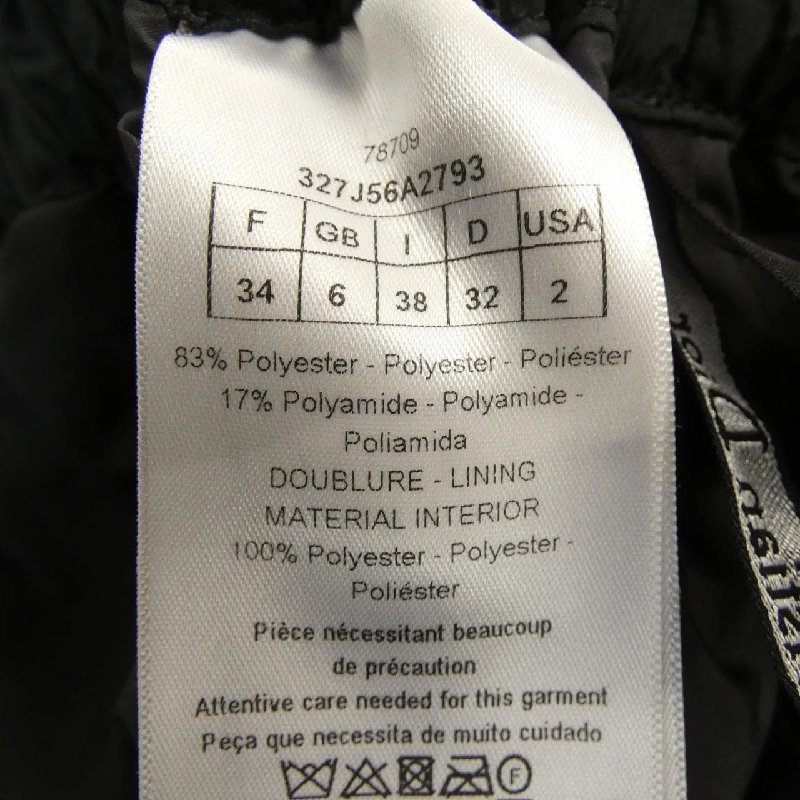 78709
327J56A2793
F GB I D USA
34 6 38 32 2
83% Polyester - Polyester - Poliéster
17% Polyamide - Polyamide -
Poliamida
DOUBLURE - LINING
MATERIAL INTERIOR
100% Polyester - Polyester -
Poliéster
Pièce nécessitant beaucoup
de précaution
Attentive care needed for this garment
Peça que necessita de muito cuidado
F
Christian Dior